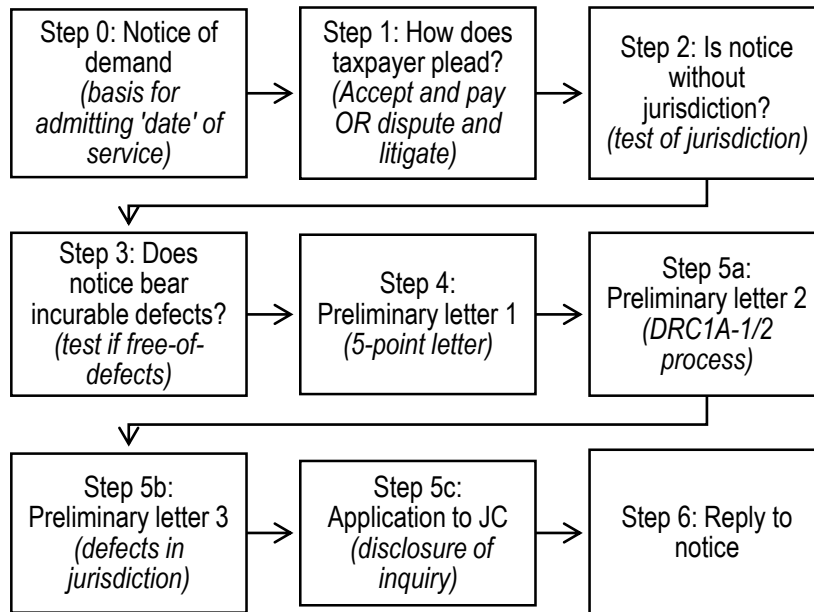 Step 0: Notice of
demand
(basis for
admitting 'date' of
service)
Step 1: How does
taxpayer plead?
(Accept and pay
OR dispute and
litigate)
Step 2: Is notice
without
jurisdiction?
(test of jurisdiction)
Step 3: Does
notice bear
incurable defects?
(test if free-of-
defects)
Step 4:
Preliminary letter 1
(5-point letter)
Step 5a:
Preliminary letter 2
(DRC1A-1/2
process)
Step 5b:
Preliminary letter 3
(defects in
jurisdiction)
Step 5c:
Application to JC
(disclosure of
inquiry)
Step 6: Reply to
notice